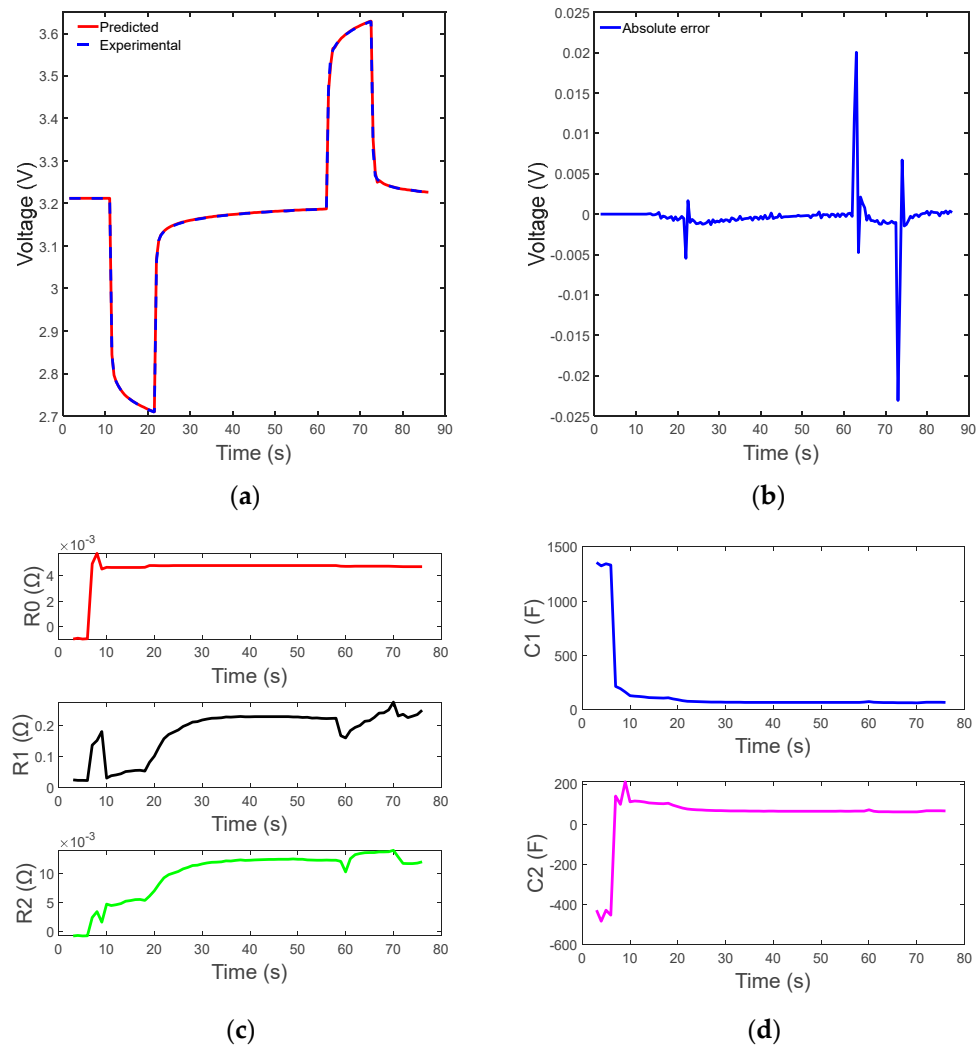 Predicted
Experimental
3.6
3.5
3.4
3.3
3.2
3.1
3
2.9
2.8
2.7
Voltage (V)
0 10 20 30 40 50 60 70 80 90
Time (s)
(a)
Absolute error
0.025
0.02
0.015
0.01
0.005
0
-0.005
-0.01
-0.015
-0.02
-0.025
Voltage (V)
0 10 20 30 40 50 60 70 80 90
Time (s)
(b)
×10-3
4
2
0
R0 (Ω)
0 10 20 30 40 50 60 70 80
Time (s)
0.2
0.1
0
R1 (Ω)
0 10 20 30 40 50 60 70 80
Time (s)
×10-3
10
5
0
R2 (Ω)
0 10 20 30 40 50 60 70 80
Time (s)
(c)
1500
1000
500
0
C1 (F)
0 10 20 30 40 50 60 70 80
Time (s)
200
0
-200
-400
-600
C2 (F)
0 10 20 30 40 50 60 70 80
Time (s)
(d)